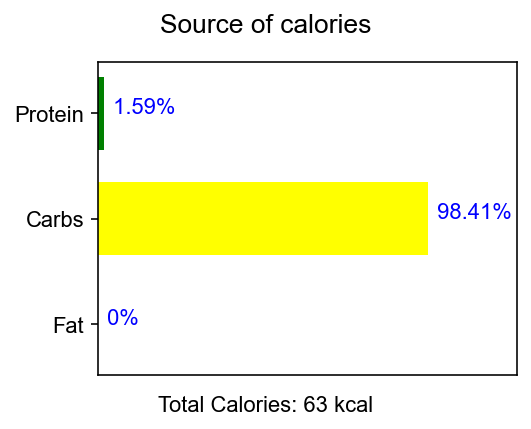 Source of calories
Protein 1.59%
Carbs 98.41%
Fat 0%
Total Calories: 63 kcal